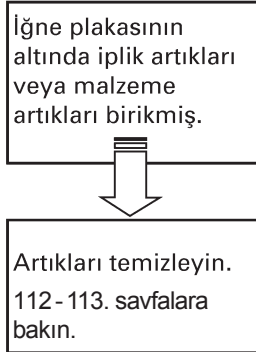 İğne plakasının
altında iplik artıkları
veya malzeme
artıkları birikmiş.
Artıkları temizleyin.
112 - 113. savfalara
bakın.